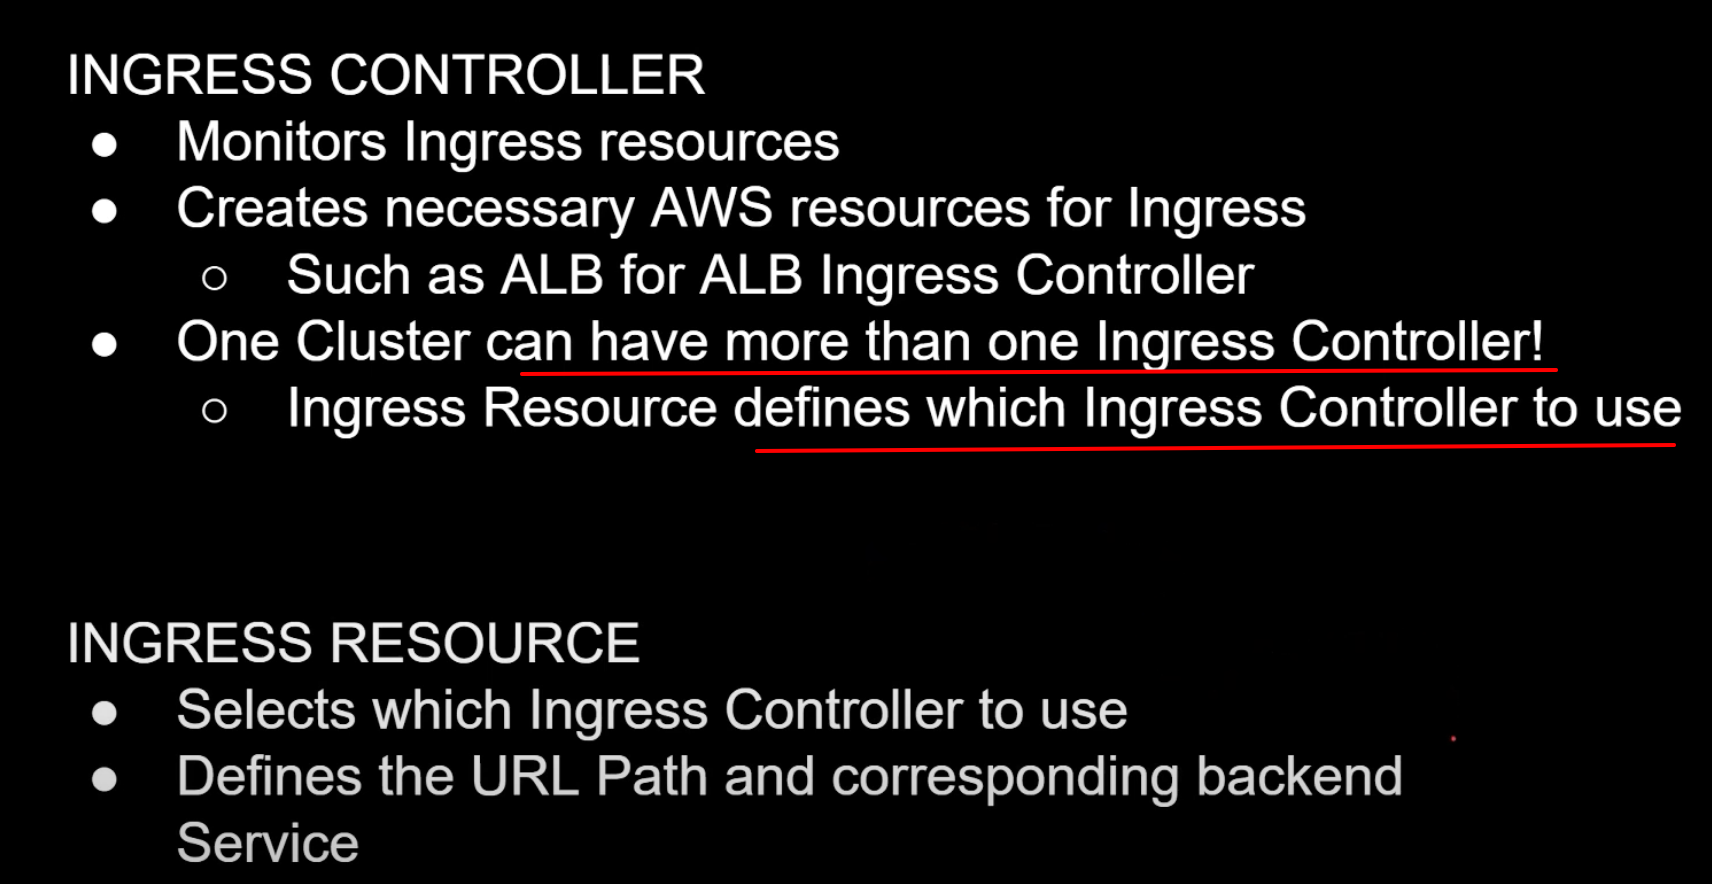 INGRESS CONTROLLER
● Monitors Ingress resources
● Creates necessary AWS resources for Ingress
○ Such as ALB for ALB Ingress Controller
● One Cluster can have more than one Ingress Controller!
○ Ingress Resource defines which Ingress Controller to use
INGRESS RESOURCE
● Selects which Ingress Controller to use
● Defines the URL Path and corresponding backend
Service